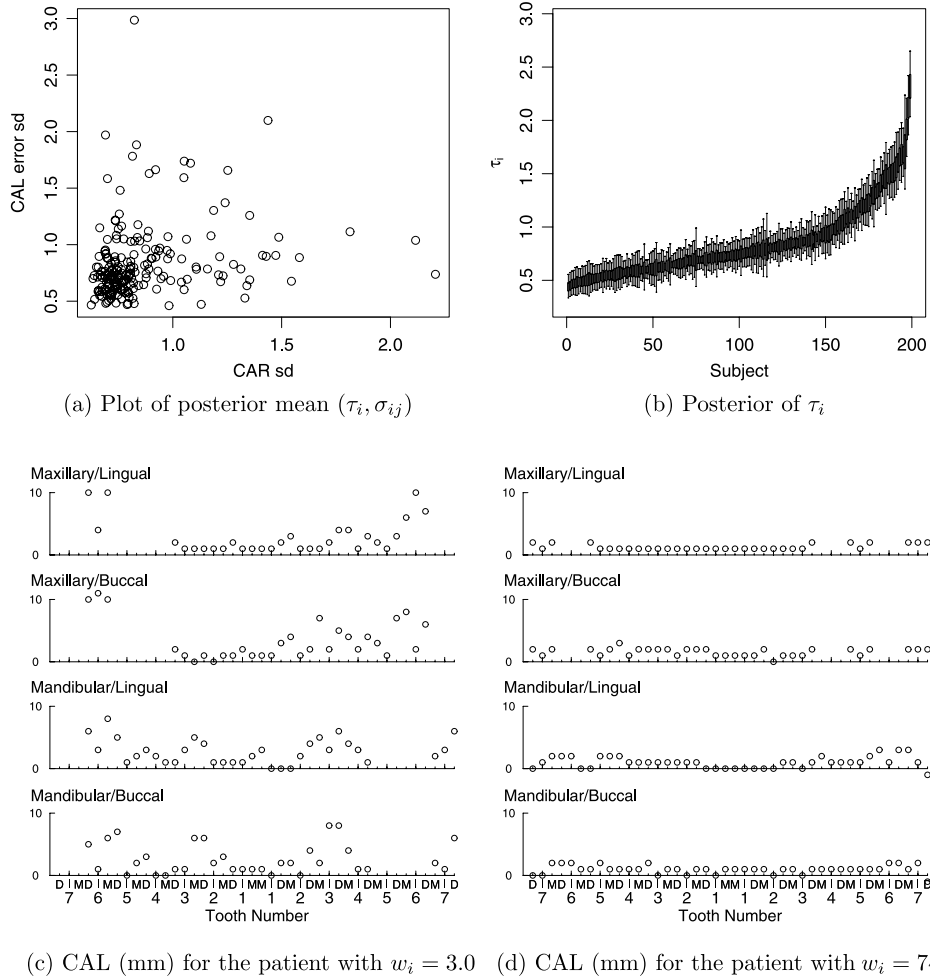 CAL error sd
0.5 1.0 1.5 2.0 2.5 3.0
1.0 1.5 2.0
CAR sd
(a) Plot of posterior mean (τi, σij)
τi
0.5 1.0 1.5 2.0 2.5 3.0
0 50 100 150 200
Subject
(b) Posterior of τi
Maxillary/Lingual
10
0
Maxillary/Buccal
10
0
Mandibular/Lingual
10
0
Mandibular/Buccal
10
0
D MD MD MD MD MD MD MM DM DM DM DM DM DM D
7 6 5 4 3 2 1 1 2 3 4 5 6 7
Tooth Number
(c) CAL (mm) for the patient with wi = 3.0
Maxillary/Lingual
10
0
Maxillary/Buccal
10
0
Mandibular/Lingual
10
0
Mandibular/Buccal
10
0
D MD MD MD MD MD MD MM DM DM DM DM DM DM D
7 6 5 4 3 2 1 1 2 3 4 5 6 7
Tooth Number
(d) CAL (mm) for the patient with wi = 7